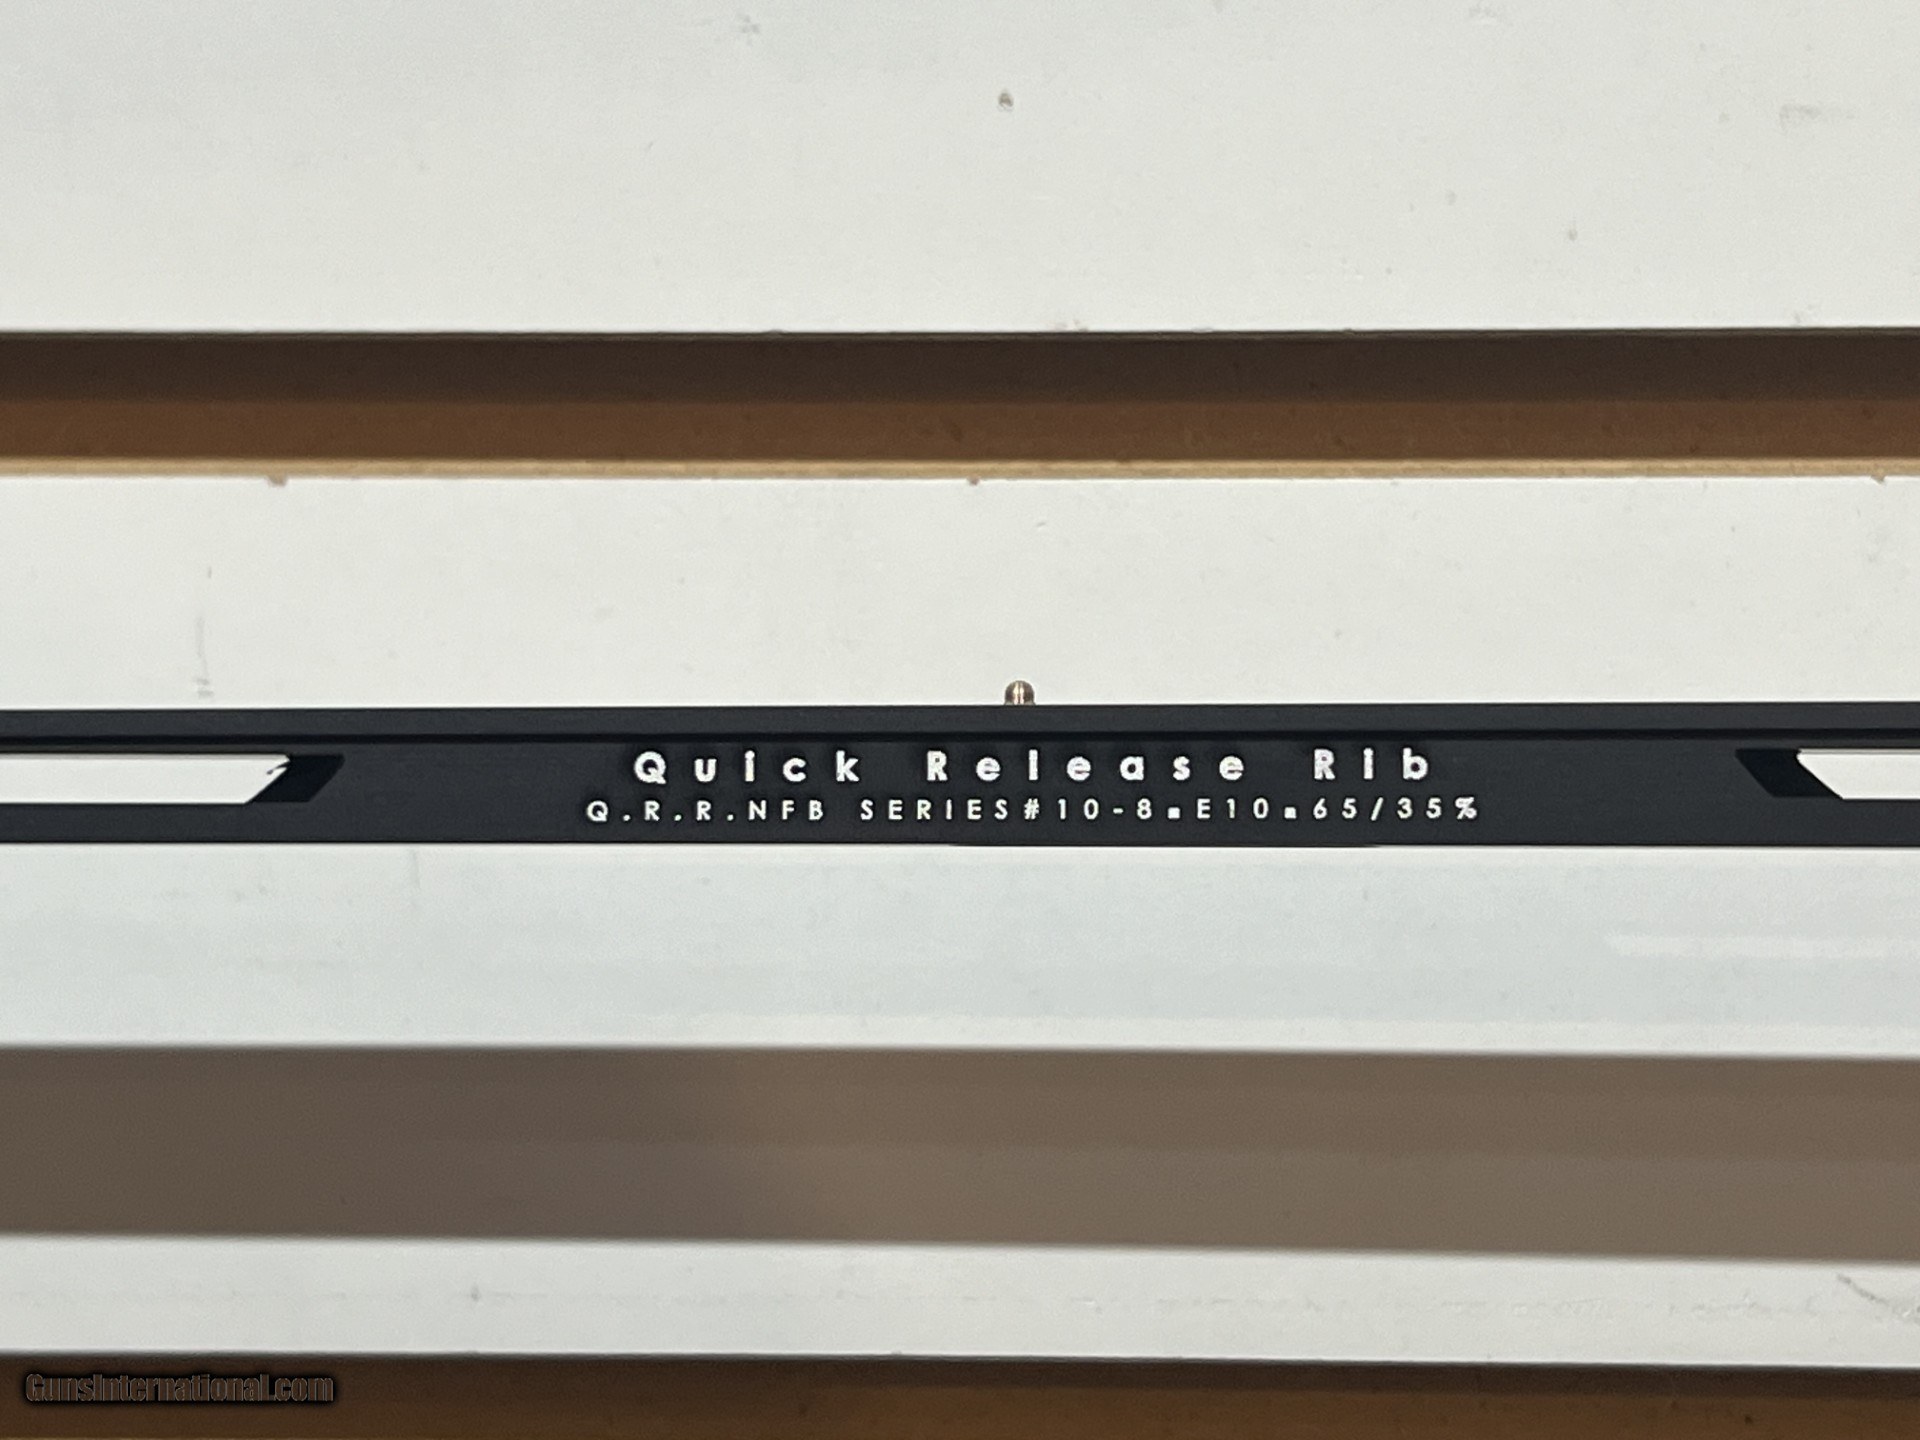 Quick Release Rib
Q.R.R.NFB SERIES#10-8▪E10▪65/35%
GunsInternational.com